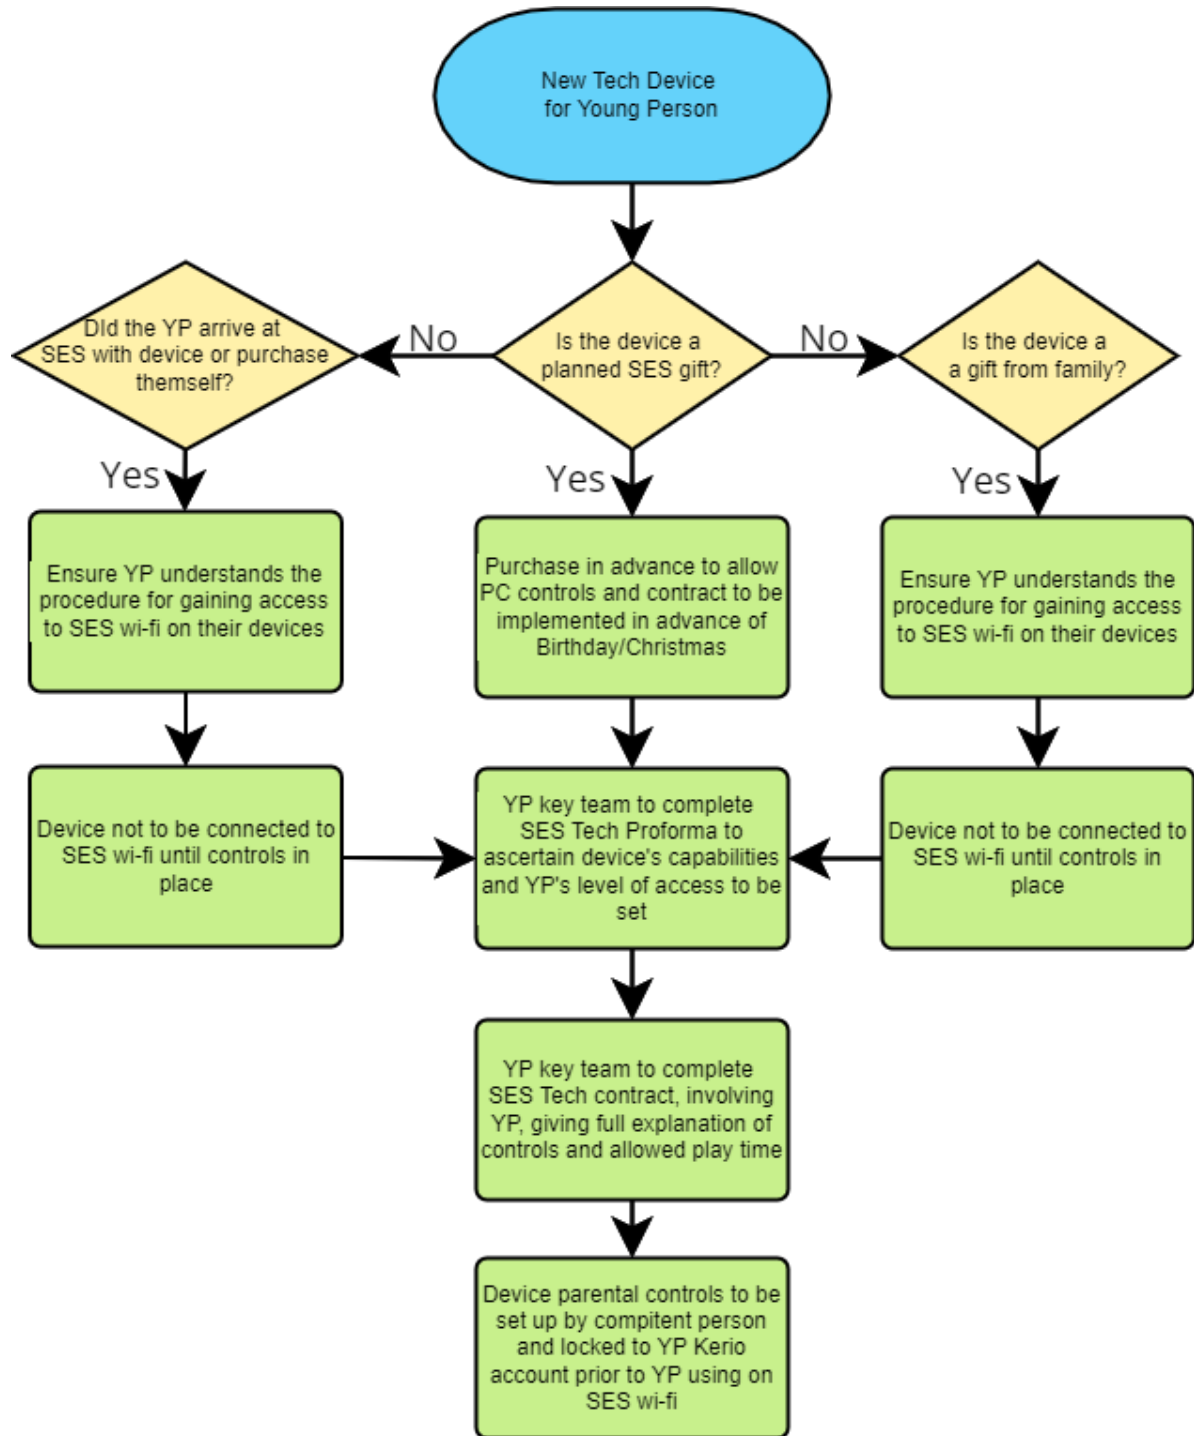 New Tech Device
for Young Person
DId the YP arrive at
SES with device or purchase
themself?
No
Is the device a
planned SES gift?
No
Is the device a
a gift from family?
Yes
Yes
Yes
Ensure YP understands the
procedure for gaining access
to SES wi-fi on their devices
Purchase in advance to allow
PC controls and contract to be
implemented in advance of
Birthday/Christmas
Ensure YP understands the
procedure for gaining access
to SES wi-fi on their devices
Device not to be connected to
SES wi-fi until controls in
place
YP key team to complete
SES Tech Proforma to
ascertain device's capabilities
and YP's level of access to be
set
Device not to be connected to
SES wi-fi until controls in
place
YP key team to complete
SES Tech contract, involving
YP, giving full explanation of
controls and allowed play time
Device parental controls to be
set up by compitent person
and locked to YP Kerio
account prior to YP using on
SES wi-fi